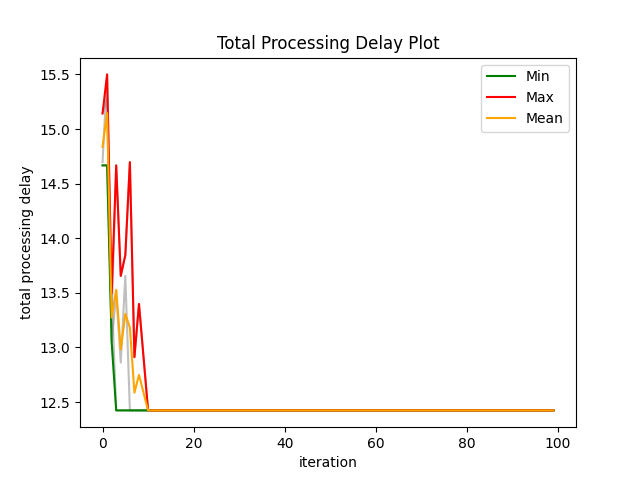 Total Processing Delay Plot
15.5
15.0
14.5
14.0
13.5
13.0
12.5
total processing delay
Min
Max
Mean
0 20 40 60 80 100
iteration